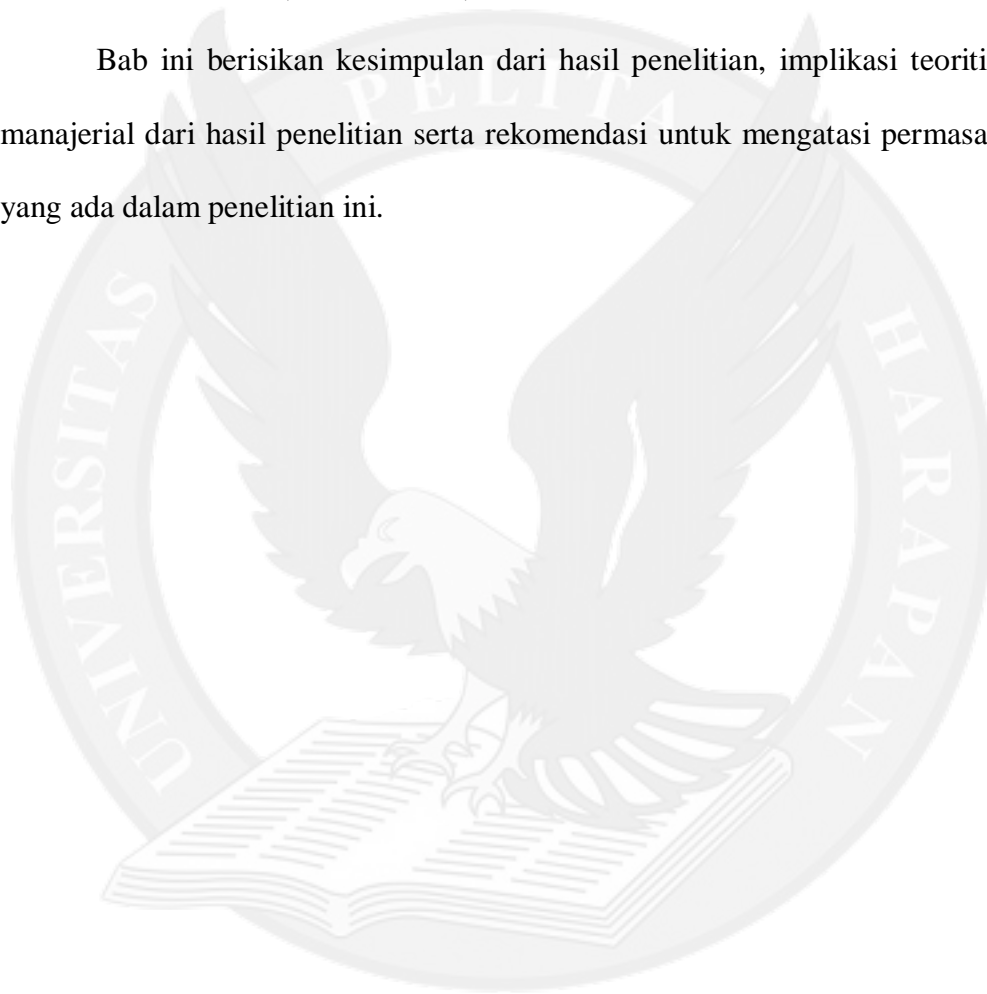 Bab ini berisikan kesimpulan dari hasil penelitian, implikasi teoriti
manajerial dari hasil penelitian serta rekomendasi untuk mengatasi permasa
yang ada dalam penelitian ini.
UNIVERSITAS PELITA HARAPAN